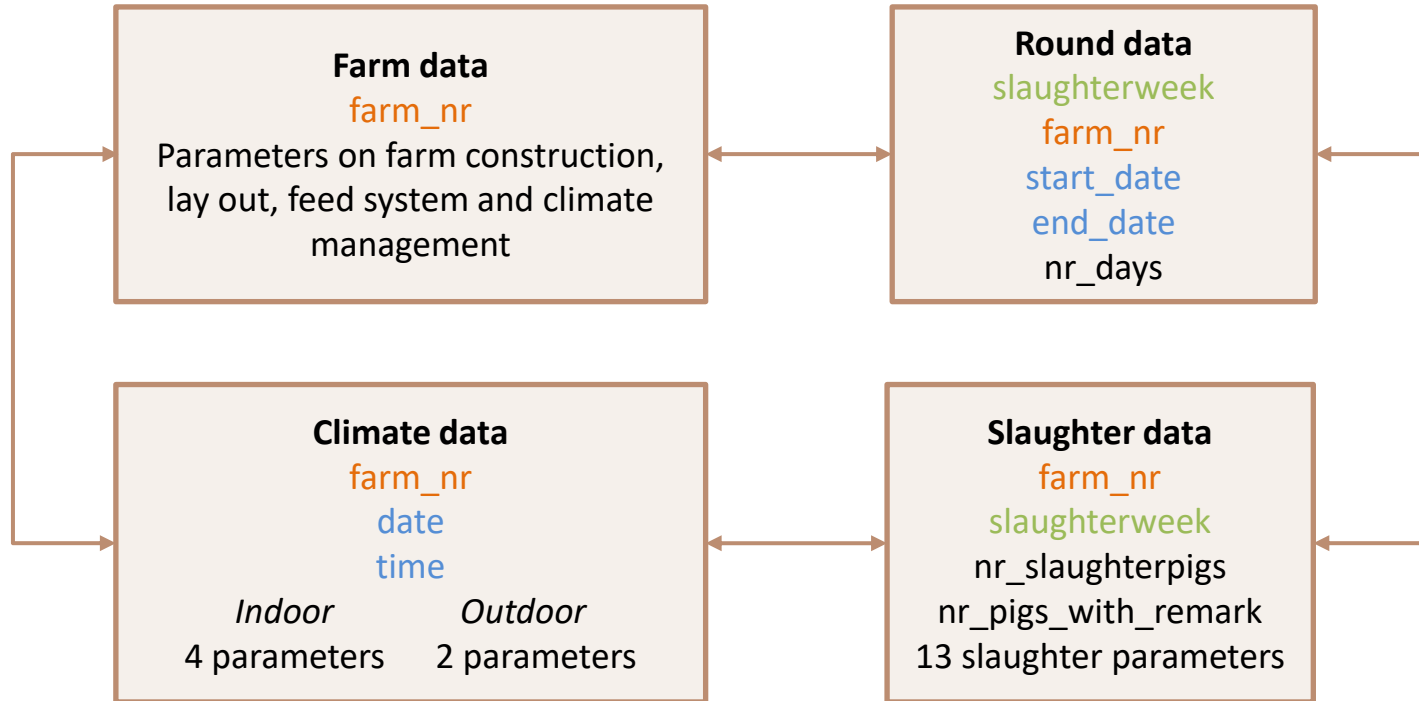 Farm data
farm_nr
Parameters on farm construction,
lay out, feed system and climate
management
Round data
slaughterweek
farm_nr
start_date
end_date
nr_days
Climate data
farm_nr
date
time
Indoor Outdoor
4 parameters 2 parameters
Slaughter data
farm_nr
slaughterweek
nr_slaughterpigs
nr_pigs_with_remark
13 slaughter parameters